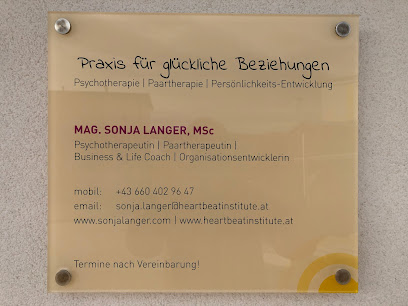 Praxis für glückliche Beziehungen
Psychotherapie | Paartherapie | Persönlichkeits-Entwicklung
MAG. SONJA LANGER, MSc
Psychotherapeutin | Paartherapeutin |
Business & Life Coach | Organisationsentwicklerin
mobil: +43 660 402 96 47
email: sonja.langer@heartbeatinstitute.at
www.sonjalanger.com | www.heartbeatinstitute.at
Termine nach Vereinbarung!